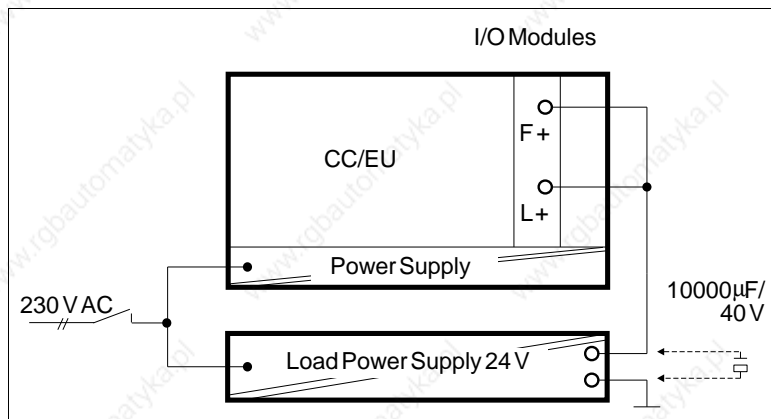 I/O Modules
F+
CC/EU
L+
Power Supply
10000µF/
40 V
230 V AC
Load Power Supply 24 V
www.rgbautomatyka.pl